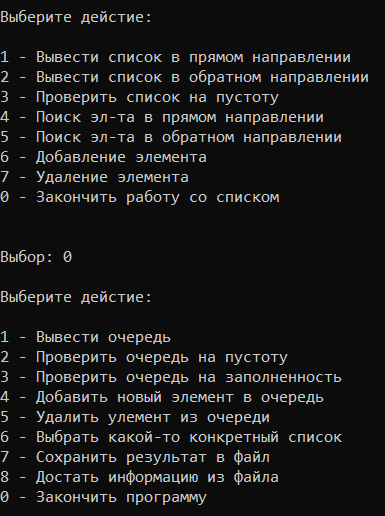 Выберите дейстие:
1 - Вывести список в прямом направлении
2 - Вывести список в обратном направлении
3 - Проверить список на пустоту
4 - Поиск эл-та в прямом направлении
5 - Поиск эл-та в обратном направлении
6 - Добавление элемента
7 - Удаление элемента
0 - Закончить работу со списком
Выбор: 0
Выберите дейстие:
1 - Вывести очередь
2 - Проверить очередь на пустоту
3 - Проверить очередь на заполненность
4 - Добавить новый элемент в очередь
5 - Удалить улемент из очереди
6 - Выбрать какой-то конкретный список
7 - Сохранить результат в файл
8 - Достать информацию из файла
0 - Закончить программу